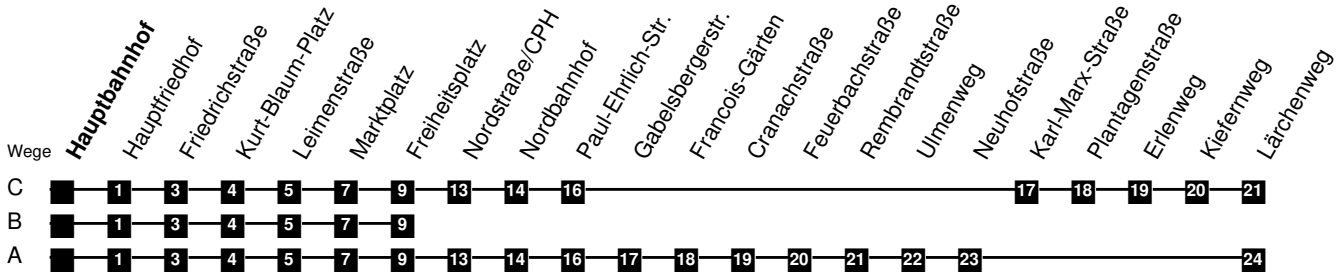 Hauptbahnhof
Hauptfriedhof
Friedrichstraße
Kurt-Blaum-Platz
Leimenstraße
Marktplatz
Freiheitsplatz
Nordstraße/CPH
Nordbahnhof
Paul-Ehrlich-Str.
Gabelsbergerstr.
Francois-Gärten
Cranachstraße
Feuerbachstraße
Rembrandtstraße
Ulmenweg
Neuhofstraße
Karl-Marx-Straße
Plantagenstraße
Erlenweg
Kiefernweg
Lärchenweg
Wege
C 1 3 4 5 7 9 13 14 16 17 18 19 20 21
B 1 3 4 5 7 9
A 1 3 4 5 7 9 13 14 16 17 18 19 20 21 22 23 24